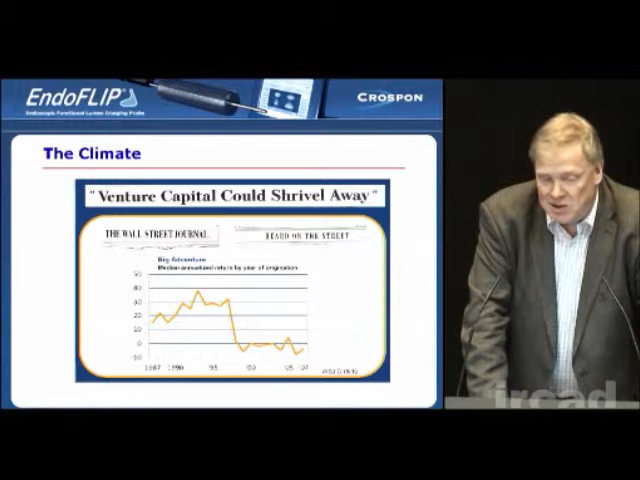 EndoFLIP
Endoscopic Functional Lumen Imaging Probe
CROSPON
The Climate
"Venture Capital Could Shrivel Away"
THE WALL STREET JOURNAL.
HEARD ON THE STREET
Big Adventure
Median annualized return by year of origination
50
40
30
20
10
0
-10
1987 1990 '95 '00 '05 '07
ircad